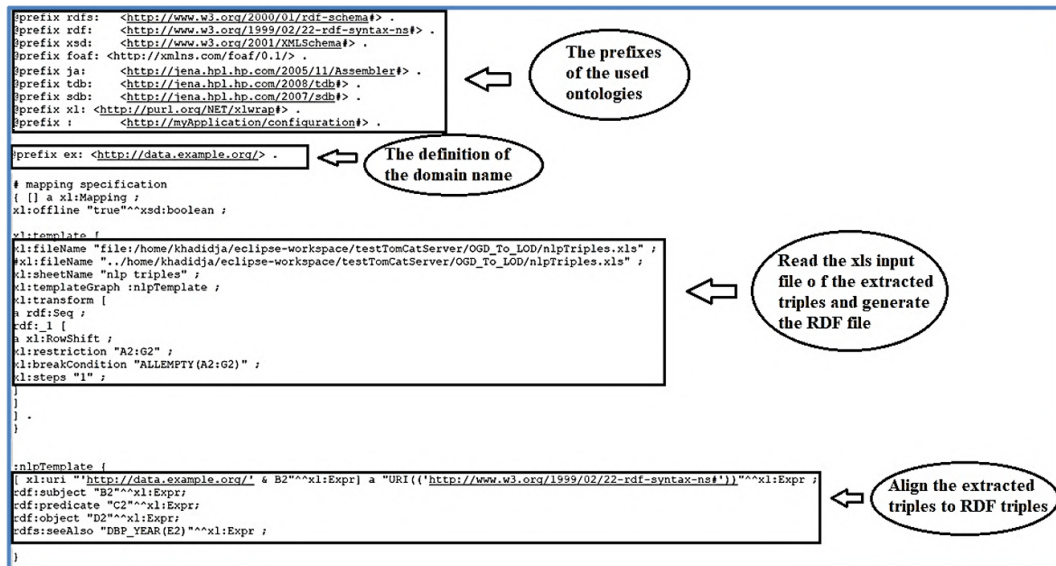 @prefix rdfs: <http://www.w3.org/2000/01/rdf-schema#> .
@prefix rdf: <http://www.w3.org/1999/02/22-rdf-syntax-ns#> .
@prefix xsd: <http://www.w3.org/2001/XMLSchema#> .
@prefix foaf: <http://xmlns.com/foaf/0.1/> .
@prefix ja: <http://jena.hpl.hp.com/2005/11/Assembler#> .
@prefix tdb: <http://jena.hpl.hp.com/2008/tdb#> .
@prefix sdb: <http://jena.hpl.hp.com/2007/sdb#> .
@prefix xl: <http://purl.org/NET/xlwrap#> .
@prefix : <http://myApplication/configuration#> .
The prefixes
of the used
ontologies
@prefix ex: <http://data.example.org/> .
The definition of
the domain name
# mapping specification
{ [] a xl:Mapping ;
xl:offline "true"^^xsd:boolean ;
xl:template [
xl:fileName "file:/home/khadidja/eclipse-workspace/testTomCatServer/OGD_To_LOD/nlpTriples.xls" ;
#xl:fileName "../home/khadidja/eclipse-workspace/testTomCatServer/OGD_To_LOD/nlpTriples.xls" ;
xl:sheetName "nlp triples" ;
xl:templateGraph :nlpTemplate ;
xl:transform [
a rdf:Seq ;
rdf:_1 [
a xl:RowShift ;
xl:restriction "A2:G2" ;
xl:breakCondition "ALLEMPTY(A2:G2)" ;
xl:steps "1" ;
]
]
] .
}
Read the xls input
file o f the extracted
triples and generate
the RDF file
:nlpTemplate {
[ xl:uri "'http://data.example.org/' & B2"^^xl:Expr] a "URI(('http://www.w3.org/1999/02/22-rdf-syntax-ns#'))"^^xl:Expr ;
rdf:subject "B2"^^xl:Expr;
rdf:predicate "C2"^^xl:Expr;
rdf:object "D2"^^xl:Expr;
rdfs:seeAlso "DBP_YEAR(E2)"^^xl:Expr ;
}
Align the extracted
triples to RDF triples